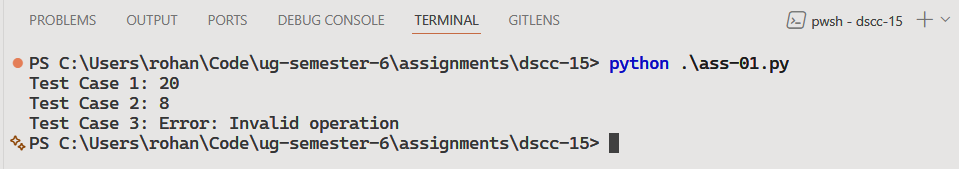 PROBLEMS OUTPUT PORTS DEBUG CONSOLE TERMINAL GITLENS pwsh - dscc-15
PS C:\Users\rohan\Code\ug-semester-6\assignments\dscc-15> python .\ass-01.py
Test Case 1: 20
Test Case 2: 8
Test Case 3: Error: Invalid operation
PS C:\Users\rohan\Code\ug-semester-6\assignments\dscc-15>